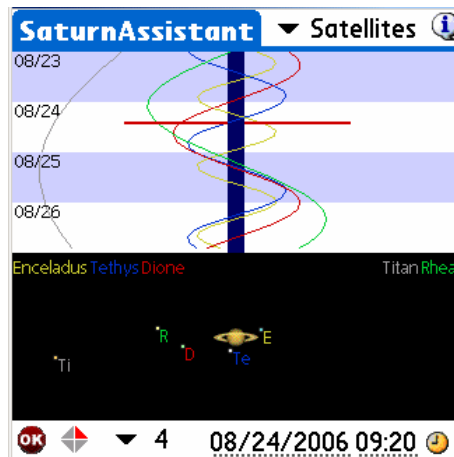 SaturnAssistant Satellites i
08/23
08/24
08/25
08/26
Enceladus Tethys Dione Titan Rhea
R
E
D
Te
Ti
OK 4 08/24/2006 09:20